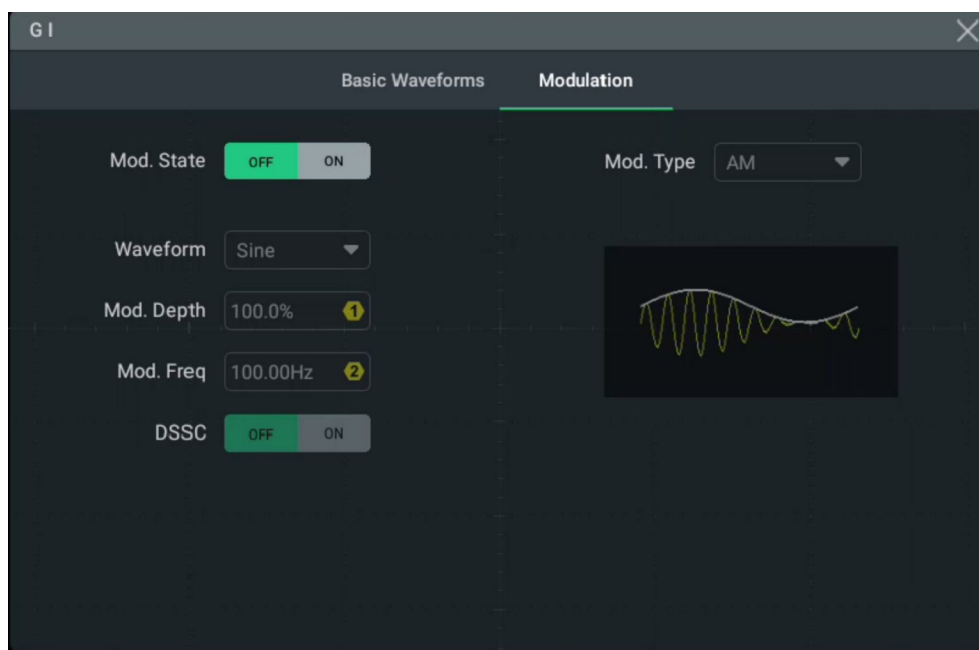 G I
Basic Waveforms Modulation
Mod. State OFF ON Mod. Type AM
Waveform Sine
Mod. Depth 100.0% 1
Mod. Freq 100.00Hz 2
DSSC OFF ON